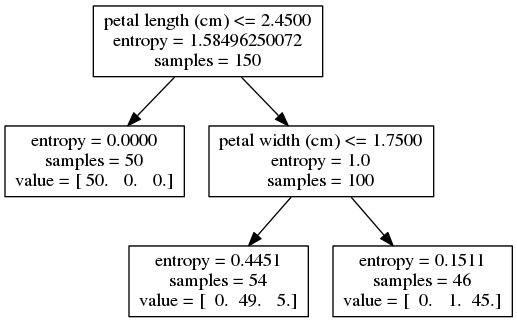 petal length (cm) <= 2.4500
entropy = 1.58496250072
samples = 150
entropy = 0.0000
samples = 50
value = [ 50.   0.   0.]
petal width (cm) <= 1.7500
entropy = 1.0
samples = 100
entropy = 0.4451
samples = 54
value = [  0.  49.   5.]
entropy = 0.1511
samples = 46
value = [  0.   1.  45.]